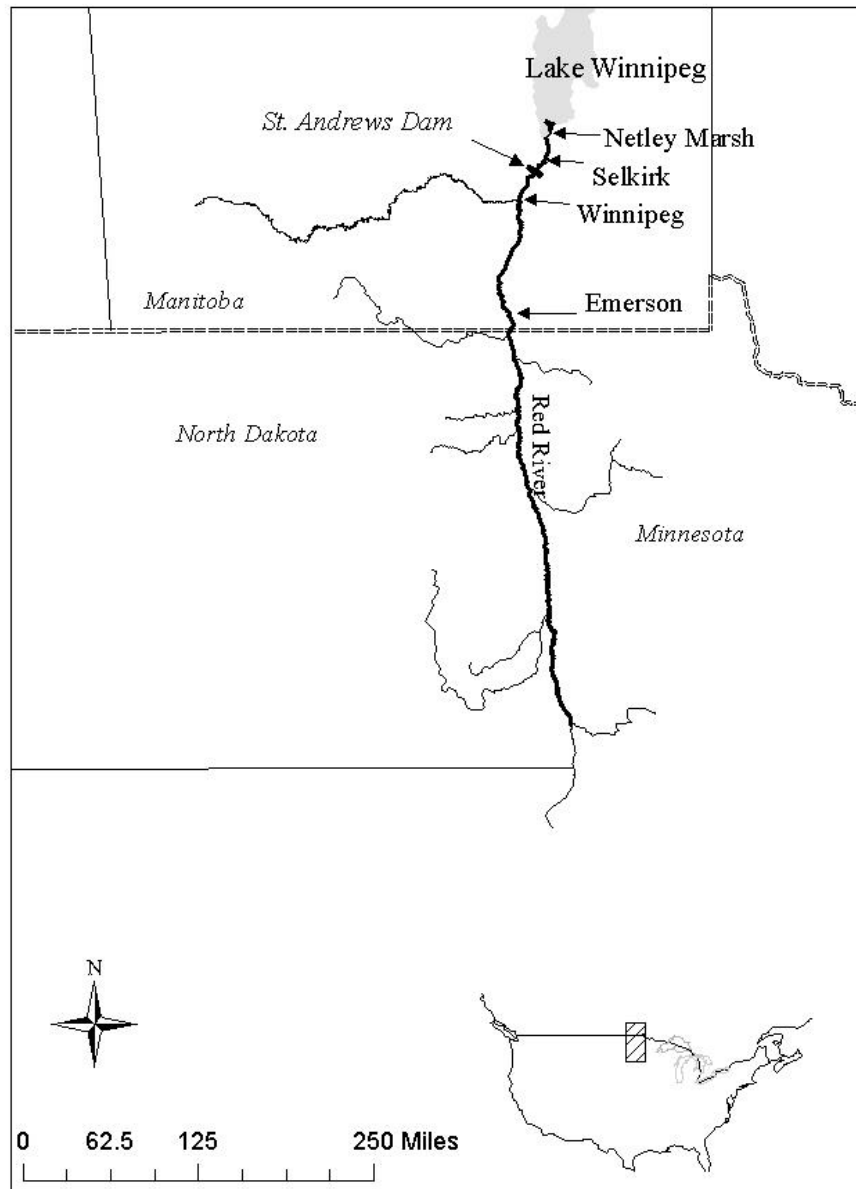 Lake Winnipeg
St. Andrews Dam
Netley Marsh
Selkirk
Winnipeg
Manitoba
Emerson
North Dakota
Red River
Minnesota
N
0 62.5 125 250 Miles